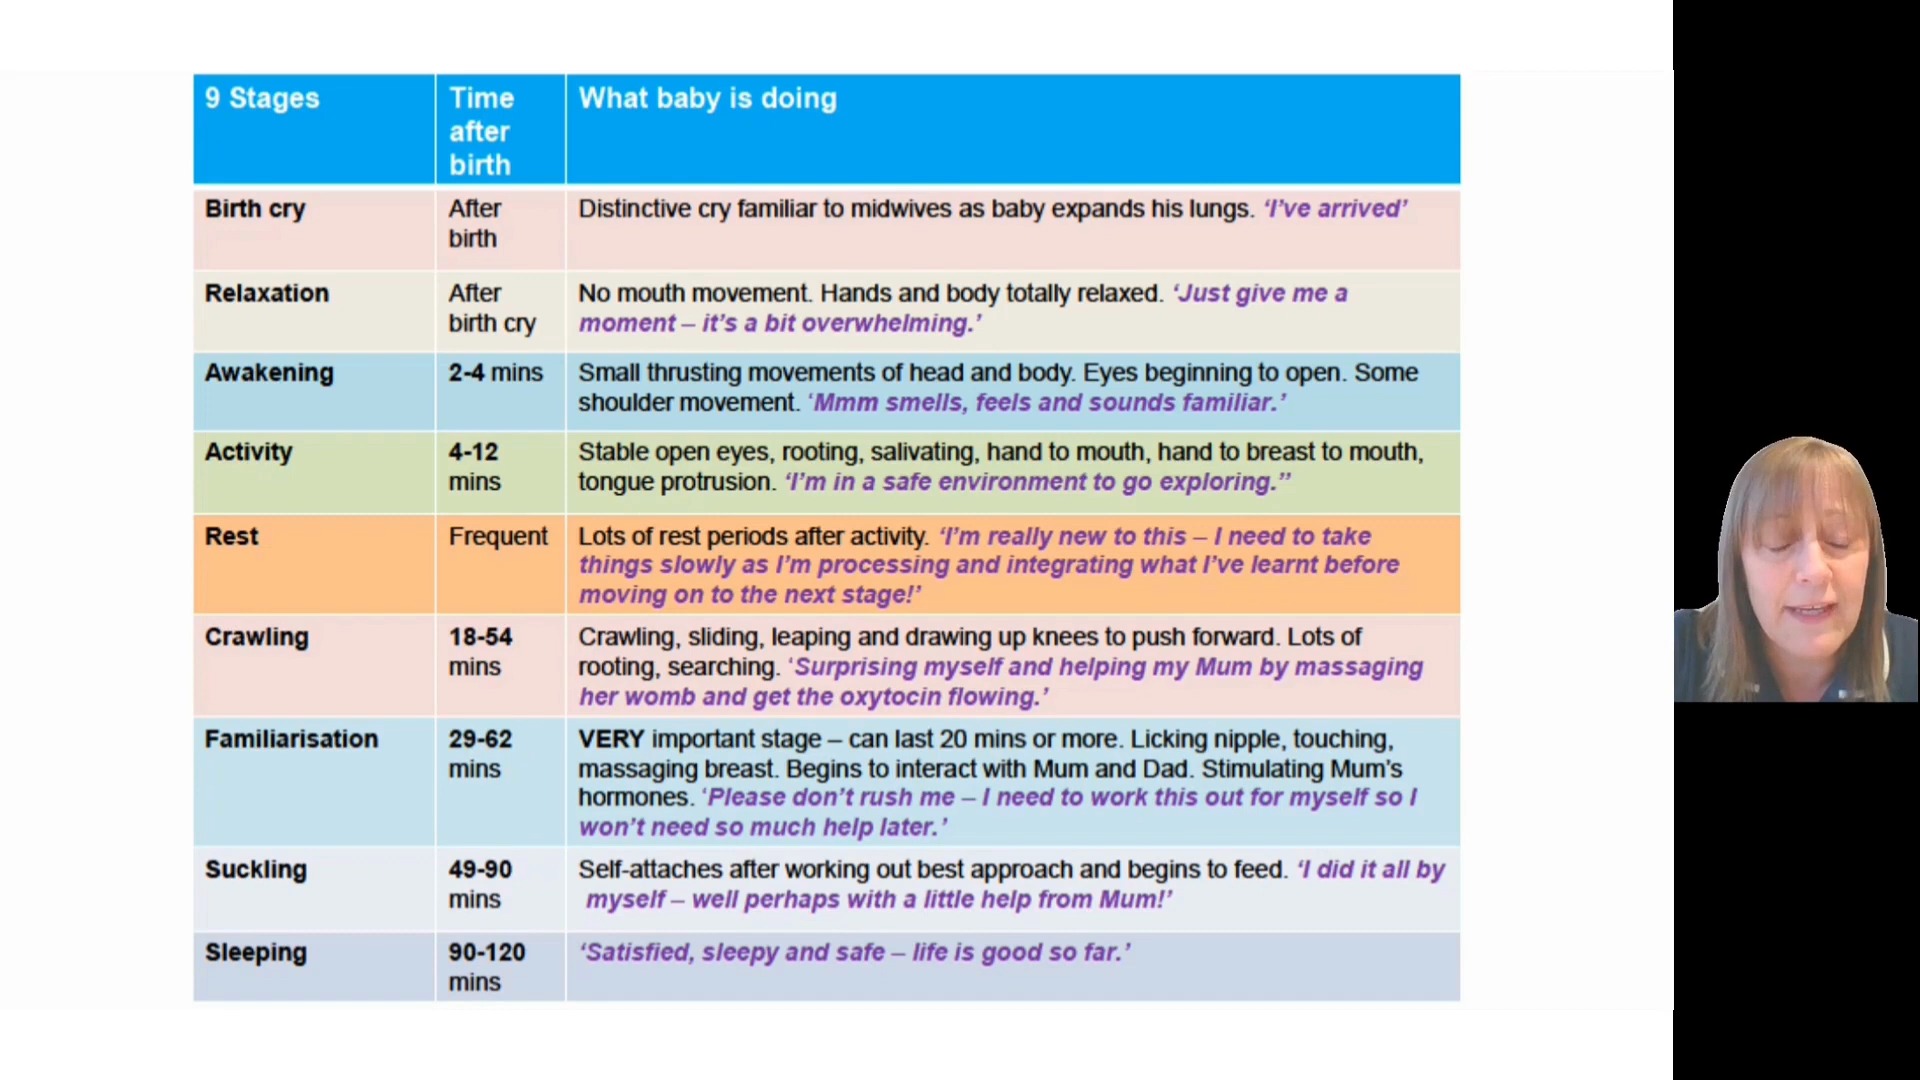 9 Stages
Time
after
birth
What baby is doing
Birth cry
After
birth
Distinctive cry familiar to midwives as baby expands his lungs. ‘I’ve arrived’
Relaxation
After
birth cry
No mouth movement. Hands and body totally relaxed. ‘Just give me a
moment – it’s a bit overwhelming.’
Awakening
2-4 mins
Small thrusting movements of head and body. Eyes beginning to open. Some
shoulder movement. ‘Mmm smells, feels and sounds familiar.’
Activity
4-12
mins
Stable open eyes, rooting, salivating, hand to mouth, hand to breast to mouth,
tongue protrusion. ‘I’m in a safe environment to go exploring.’’
Rest
Frequent
Lots of rest periods after activity. ‘I’m really new to this – I need to take
things slowly as I’m processing and integrating what I’ve learnt before
moving on to the next stage!’
Crawling
18-54
mins
Crawling, sliding, leaping and drawing up knees to push forward. Lots of
rooting, searching. ‘Surprising myself and helping my Mum by massaging
her womb and get the oxytocin flowing.’
Familiarisation
29-62
mins
VERY important stage – can last 20 mins or more. Licking nipple, touching,
massaging breast. Begins to interact with Mum and Dad. Stimulating Mum’s
hormones. ‘Please don’t rush me – I need to work this out for myself so I
won’t need so much help later.’
Suckling
49-90
mins
Self-attaches after working out best approach and begins to feed. ‘I did it all by
myself – well perhaps with a little help from Mum!’
Sleeping
90-120
mins
‘Satisfied, sleepy and safe – life is good so far.’